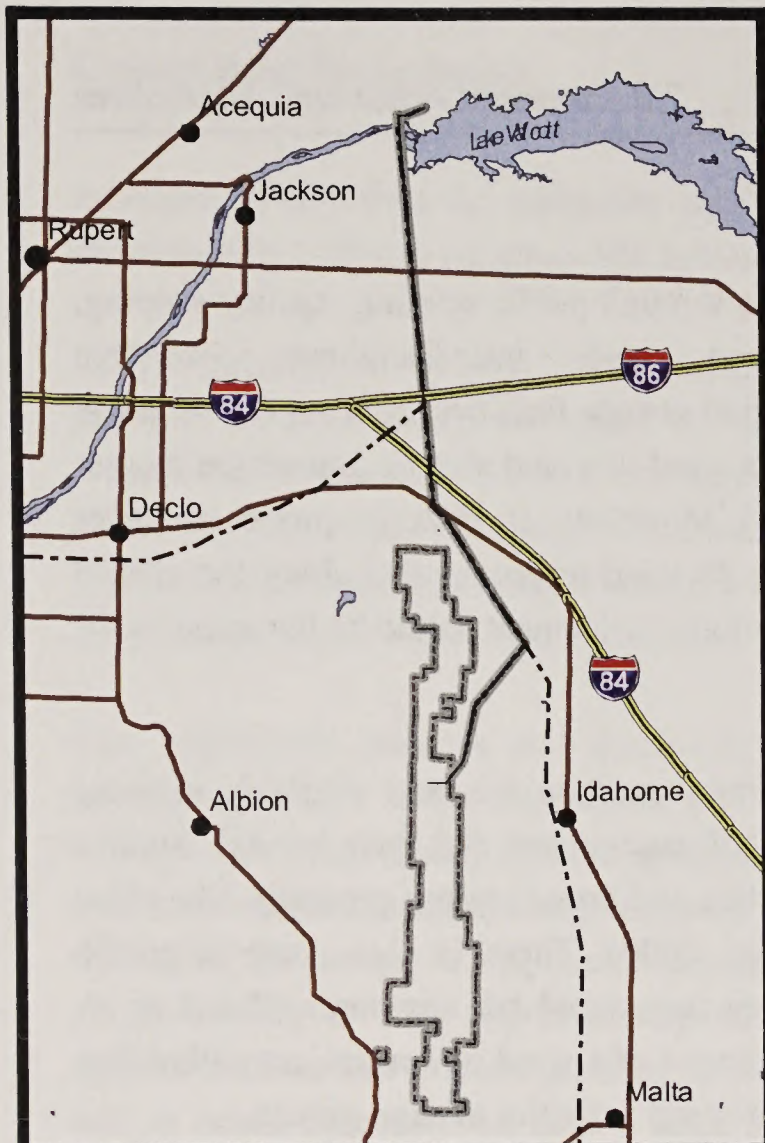 Acequia
Lake Walcott
Jackson
Rupert
86
84
Declo
84
Albion
Idahome
Malta